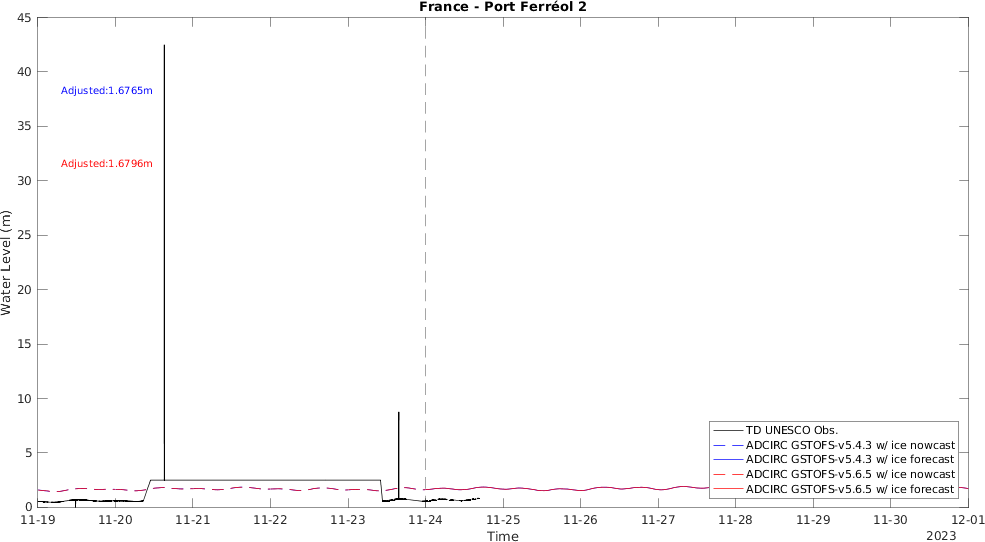 France - Port Ferréol 2
45
40
35
30
25
20
15
10
5
0
Water Level (m)
Adjusted:1.6765m
Adjusted:1.6796m
TD UNESCO Obs.
ADCIRC GSTOFS-v5.4.3 w/ ice nowcast
ADCIRC GSTOFS-v5.4.3 w/ ice forecast
ADCIRC GSTOFS-v5.6.5 w/ ice nowcast
ADCIRC GSTOFS-v5.6.5 w/ ice forecast
11-19 11-20 11-21 11-22 11-23 11-24 11-25 11-26 11-27 11-28 11-29 11-30 12-01
Time
2023